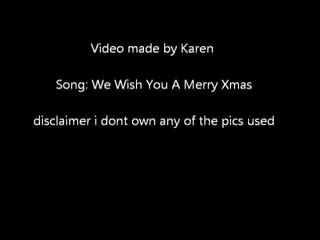 Video made by Karen
Song: We Wish You A Merry Xmas
disclaimer i dont own any of the pics used